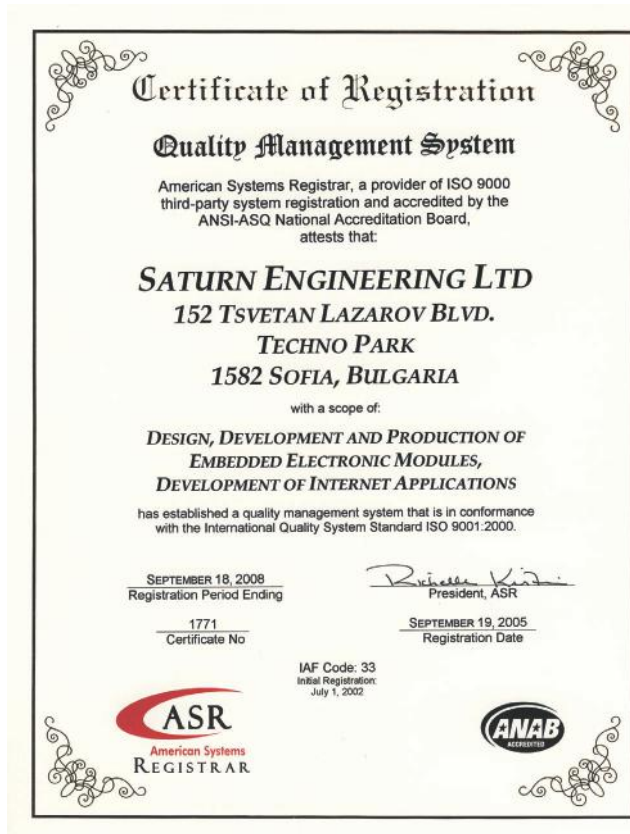 Certificate of Registration
Quality Management System
American Systems Registrar, a provider of ISO 9000
third-party system registration and accredited by the
ANSI-ASQ National Accreditation Board,
attests that:
SATURN ENGINEERING LTD
152 TSVETAN LAZAROV BLVD.
TECHNO PARK
1582 SOFIA, BULGARIA
with a scope of:
DESIGN, DEVELOPMENT AND PRODUCTION OF
EMBEDDED ELECTRONIC MODULES,
DEVELOPMENT OF INTERNET APPLICATIONS
has established a quality management system that is in conformance
with the International Quality System Standard ISO 9001:2000.
SEPTEMBER 18, 2008
Registration Period Ending
President, ASR
1771
Certificate No
SEPTEMBER 19, 2005
Registration Date
IAF Code: 33
Initial Registration:
July 1, 2002
ASR
American Systems
REGISTRAR
ANAB
ACCREDITED